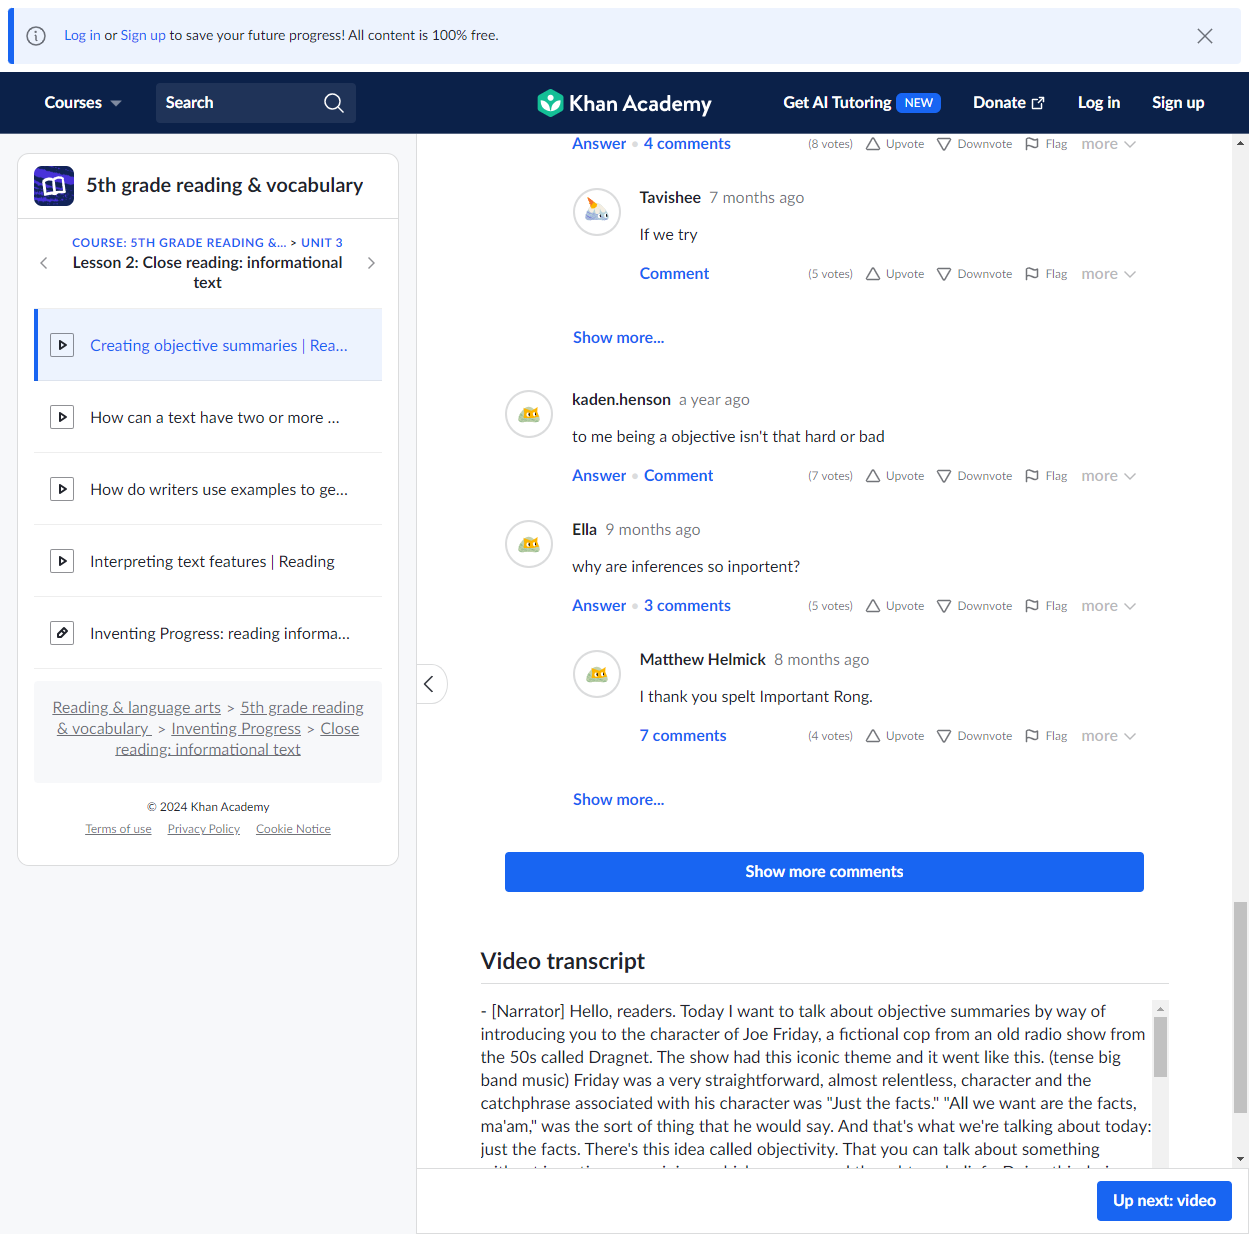 Log in or Sign up to save your future progress! All content is 100% free.
Courses
Search
Khan Academy
Get AI Tutoring NEW
Donate
Log in
Sign up
5th grade reading & vocabulary
COURSE: 5TH GRADE READING &... > UNIT 3
Lesson 2: Close reading: informational
text
Creating objective summaries | Rea...
How can a text have two or more ...
How do writers use examples to ge...
Interpreting text features | Reading
Inventing Progress: reading informa...
Reading & language arts > 5th grade reading
& vocabulary > Inventing Progress > Close
reading: informational text
© 2024 Khan Academy
Terms of use Privacy Policy Cookie Notice
Answer • 4 comments (8 votes) Upvote Downvote Flag more
Tavishee 7 months ago
If we try
Comment (5 votes) Upvote Downvote Flag more
Show more...
kaden.henson a year ago
to me being a objective isn't that hard or bad
Answer • Comment (7 votes) Upvote Downvote Flag more
Ella 9 months ago
why are inferences so inportent?
Answer • 3 comments (5 votes) Upvote Downvote Flag more
Matthew Helmick 8 months ago
I thank you spelt Important Rong.
7 comments (4 votes) Upvote Downvote Flag more
Show more...
Show more comments
Video transcript
- [Narrator] Hello, readers. Today I want to talk about objective summaries by way of
introducing you to the character of Joe Friday, a fictional cop from an old radio show from
the 50s called Dragnet. The show had this iconic theme and it went like this. (tense big
band music) Friday was a very straightforward, almost relentless, character and the
catchphrase associated with his character was "Just the facts." "All we want are the facts,
ma'am," was the sort of thing that he would say. And that's what we're talking about today:
just the facts. There's this idea called objectivity. That you can talk about something
Up next: video